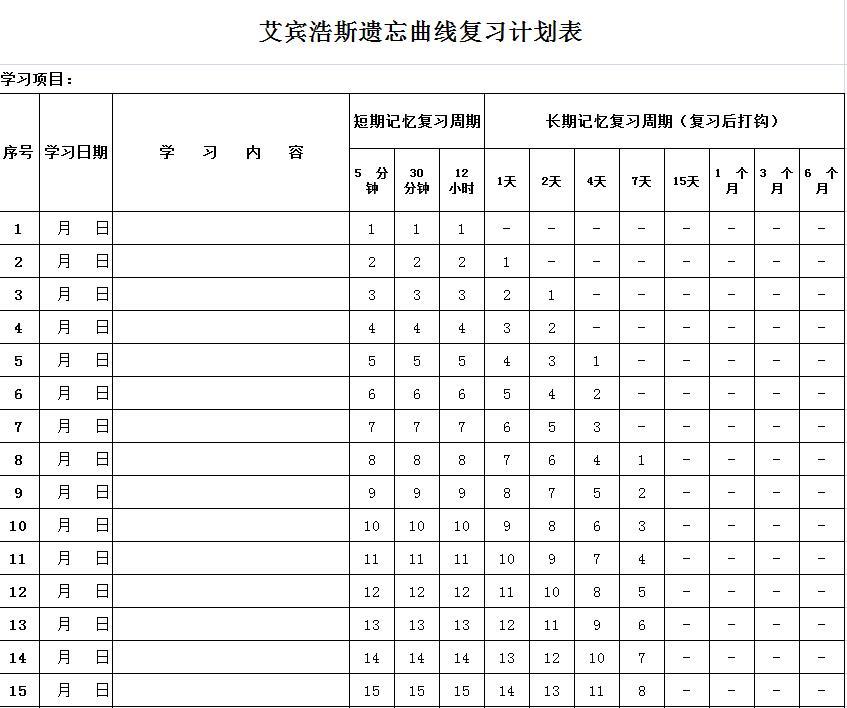 艾宾浩斯遗忘曲线复习计划表
学习项目：
序号 学习日期 学 习 内 容 短期记忆复习周期 长期记忆复习周期（复习后打钩）
5 分钟 30分钟 12小时 1天 2天 4天 7天 15天 1 个月 3 个月 6 个月
1 月 日 1 1 1 － － － － － － － －
2 月 日 2 2 2 1 － － － － － － －
3 月 日 3 3 3 2 1 － － － － － －
4 月 日 4 4 4 3 2 － － － － － －
5 月 日 5 5 5 4 3 1 － － － － －
6 月 日 6 6 6 5 4 2 － － － － －
7 月 日 7 7 7 6 5 3 － － － － －
8 月 日 8 8 8 7 6 4 1 － － － －
9 月 日 9 9 9 8 7 5 2 － － － －
10 月 日 10 10 10 9 8 6 3 － － － －
11 月 日 11 11 11 10 9 7 4 － － － －
12 月 日 12 12 12 11 10 8 5 － － － －
13 月 日 13 13 13 12 11 9 6 － － － －
14 月 日 14 14 14 13 12 10 7 － － － －
15 月 日 15 15 15 14 13 11 8 － － － －